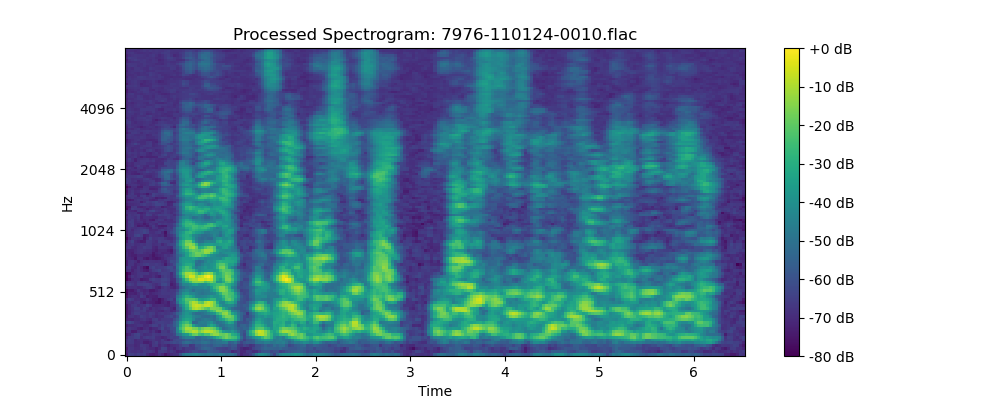 Processed Spectrogram: 7976-110124-0010.flac
Hz
4096
2048
1024
512
0
0 1 2 3 4 5 6
Time
+0 dB
-10 dB
-20 dB
-30 dB
-40 dB
-50 dB
-60 dB
-70 dB
-80 dB